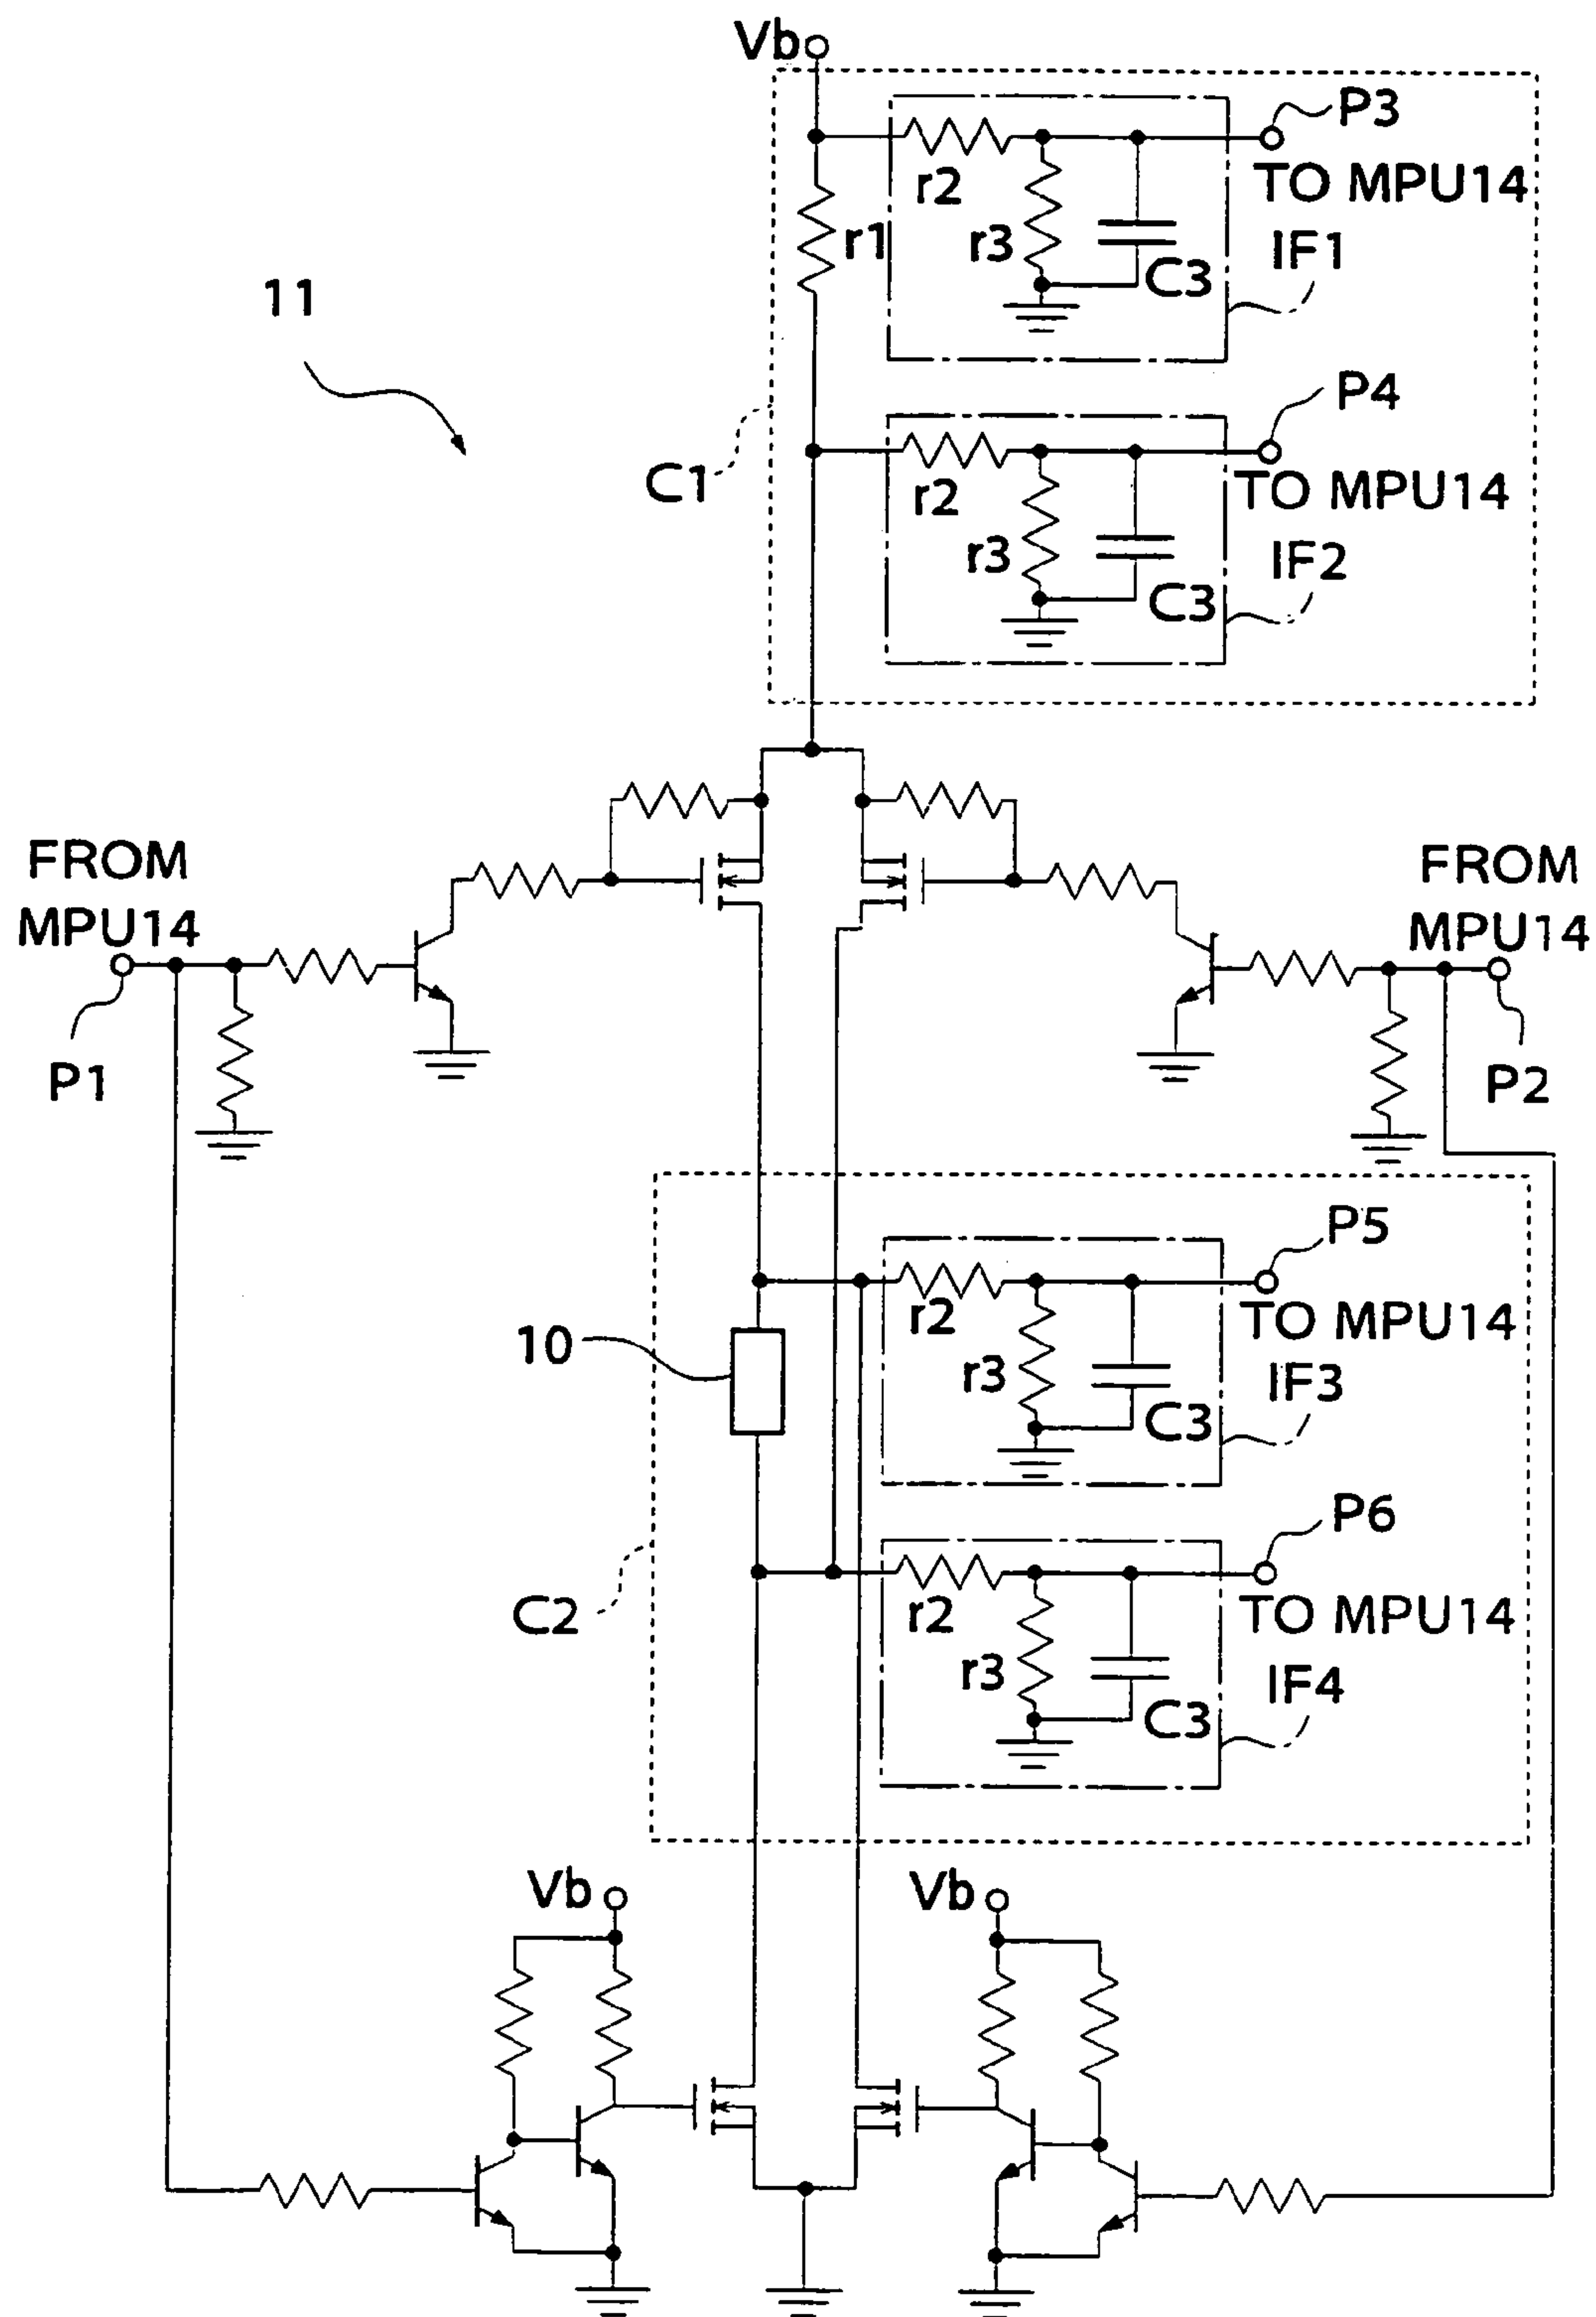 Vb
P3
TO MPU14
r2
r1
r3
C3
IF1
11
P4
C1
r2
TO MPU14
r3
IF2
C3
FROM
MPU14
FROM
MPU14
P1
P2
P5
10
r2
TO MPU14
r3
IF3
C3
P6
C2
r2
TO MPU14
r3
IF4
C3
Vb
Vb